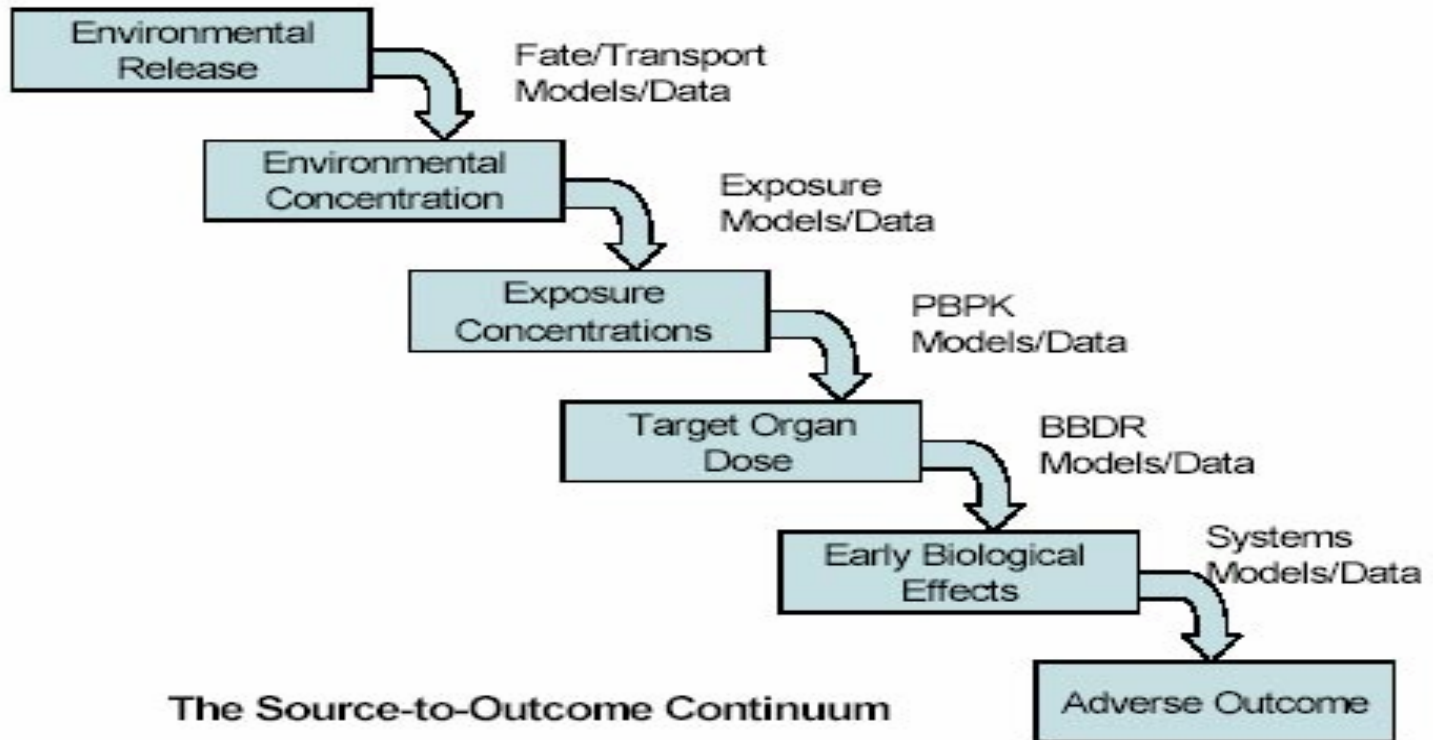 Environmental
Release
Fate/Transport
Models/Data
Environmental
Concentration
Exposure
Models/Data
Exposure
Concentrations
PBPK
Models/Data
Target Organ
Dose
BBDR
Models/Data
Early Biological
Effects
Systems
Models/Data
Adverse Outcome
The Source-to-Outcome Continuum